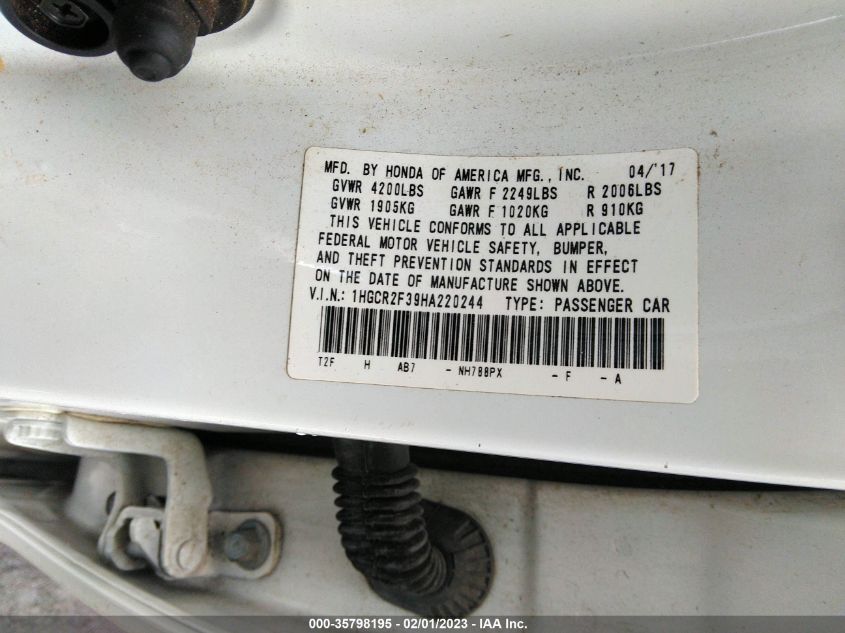 MFD. BY HONDA OF AMERICA MFG., INC. 04/'17
GVWR 4200LBS GAWR F 2249LBS R 2006LBS
GVWR 1905KG GAWR F 1020KG R 910KG
THIS VEHICLE CONFORMS TO ALL APPLICABLE
FEDERAL MOTOR VEHICLE SAFETY, BUMPER,
AND THEFT PREVENTION STANDARDS IN EFFECT
ON THE DATE OF MANUFACTURE SHOWN ABOVE.
V.I.N.: 1HGCR2F39HA220244 TYPE: PASSENGER CAR
T2F H AB7 - NH788PX - F - A
000-35798195 - 02/01/2023 - IAA Inc.